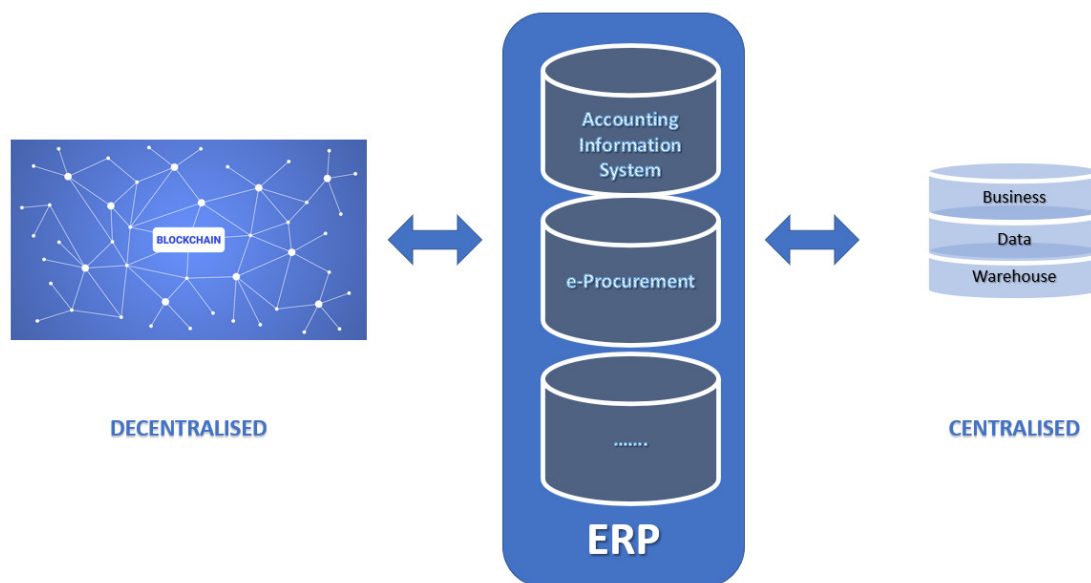 Accounting
Information
System
BLOCKCHAIN
e-Procurement
Business
Data
Warehouse
DECENTRALISED
CENTRALISED
.......
ERP